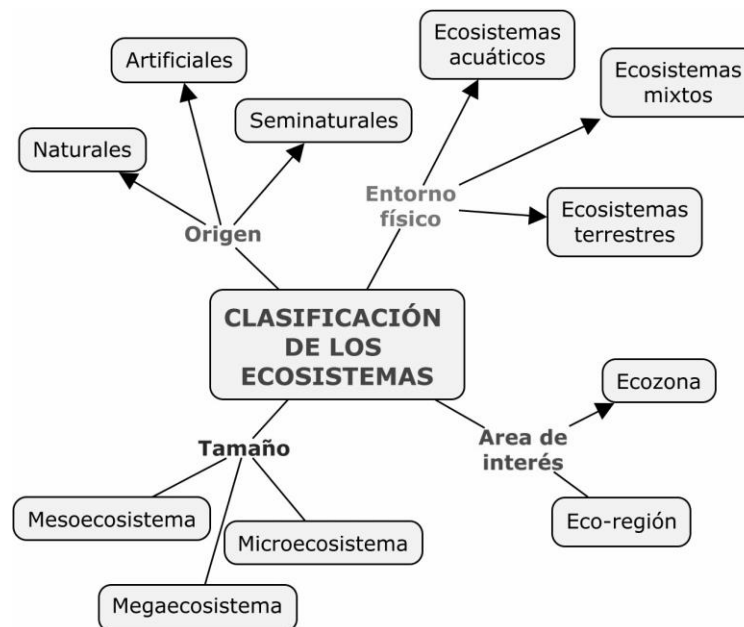 Artificiales
Naturales
Seminaturales
Origen
Ecosistemas
acuáticos
Ecosistemas
mixtos
Entorno
físico
Ecosistemas
terrestres
CLASIFICACIÓN
DE LOS
ECOSISTEMAS
Tamaño
Mesoecosistema
Microecosistema
Megaecosistema
Area de
interés
Ecozona
Eco-región